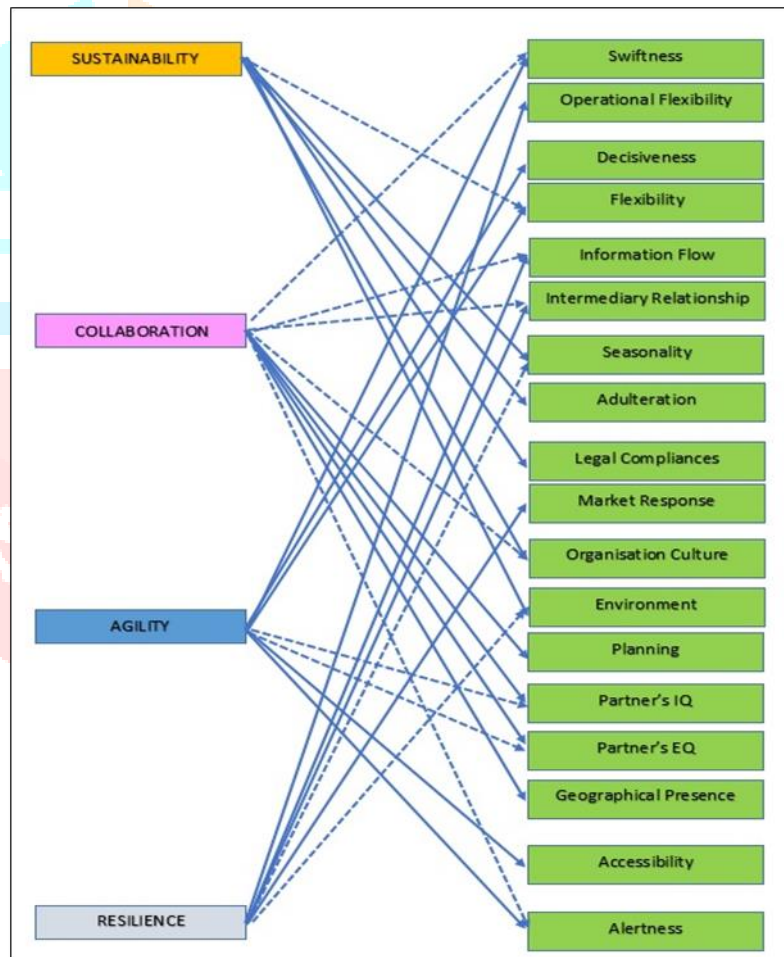 SUSTAINABILITY
COLLABORATION
AGILITY
RESILIENCE
Swiftness
Operational Flexibility
Decisiveness
Flexibility
Information Flow
Intermediary Relationship
Seasonality
Adulteration
Legal Compliances
Market Response
Organisation Culture
Environment
Planning
Partner's IQ
Partner's EQ
Geographical Presence
Accessibility
Alertness